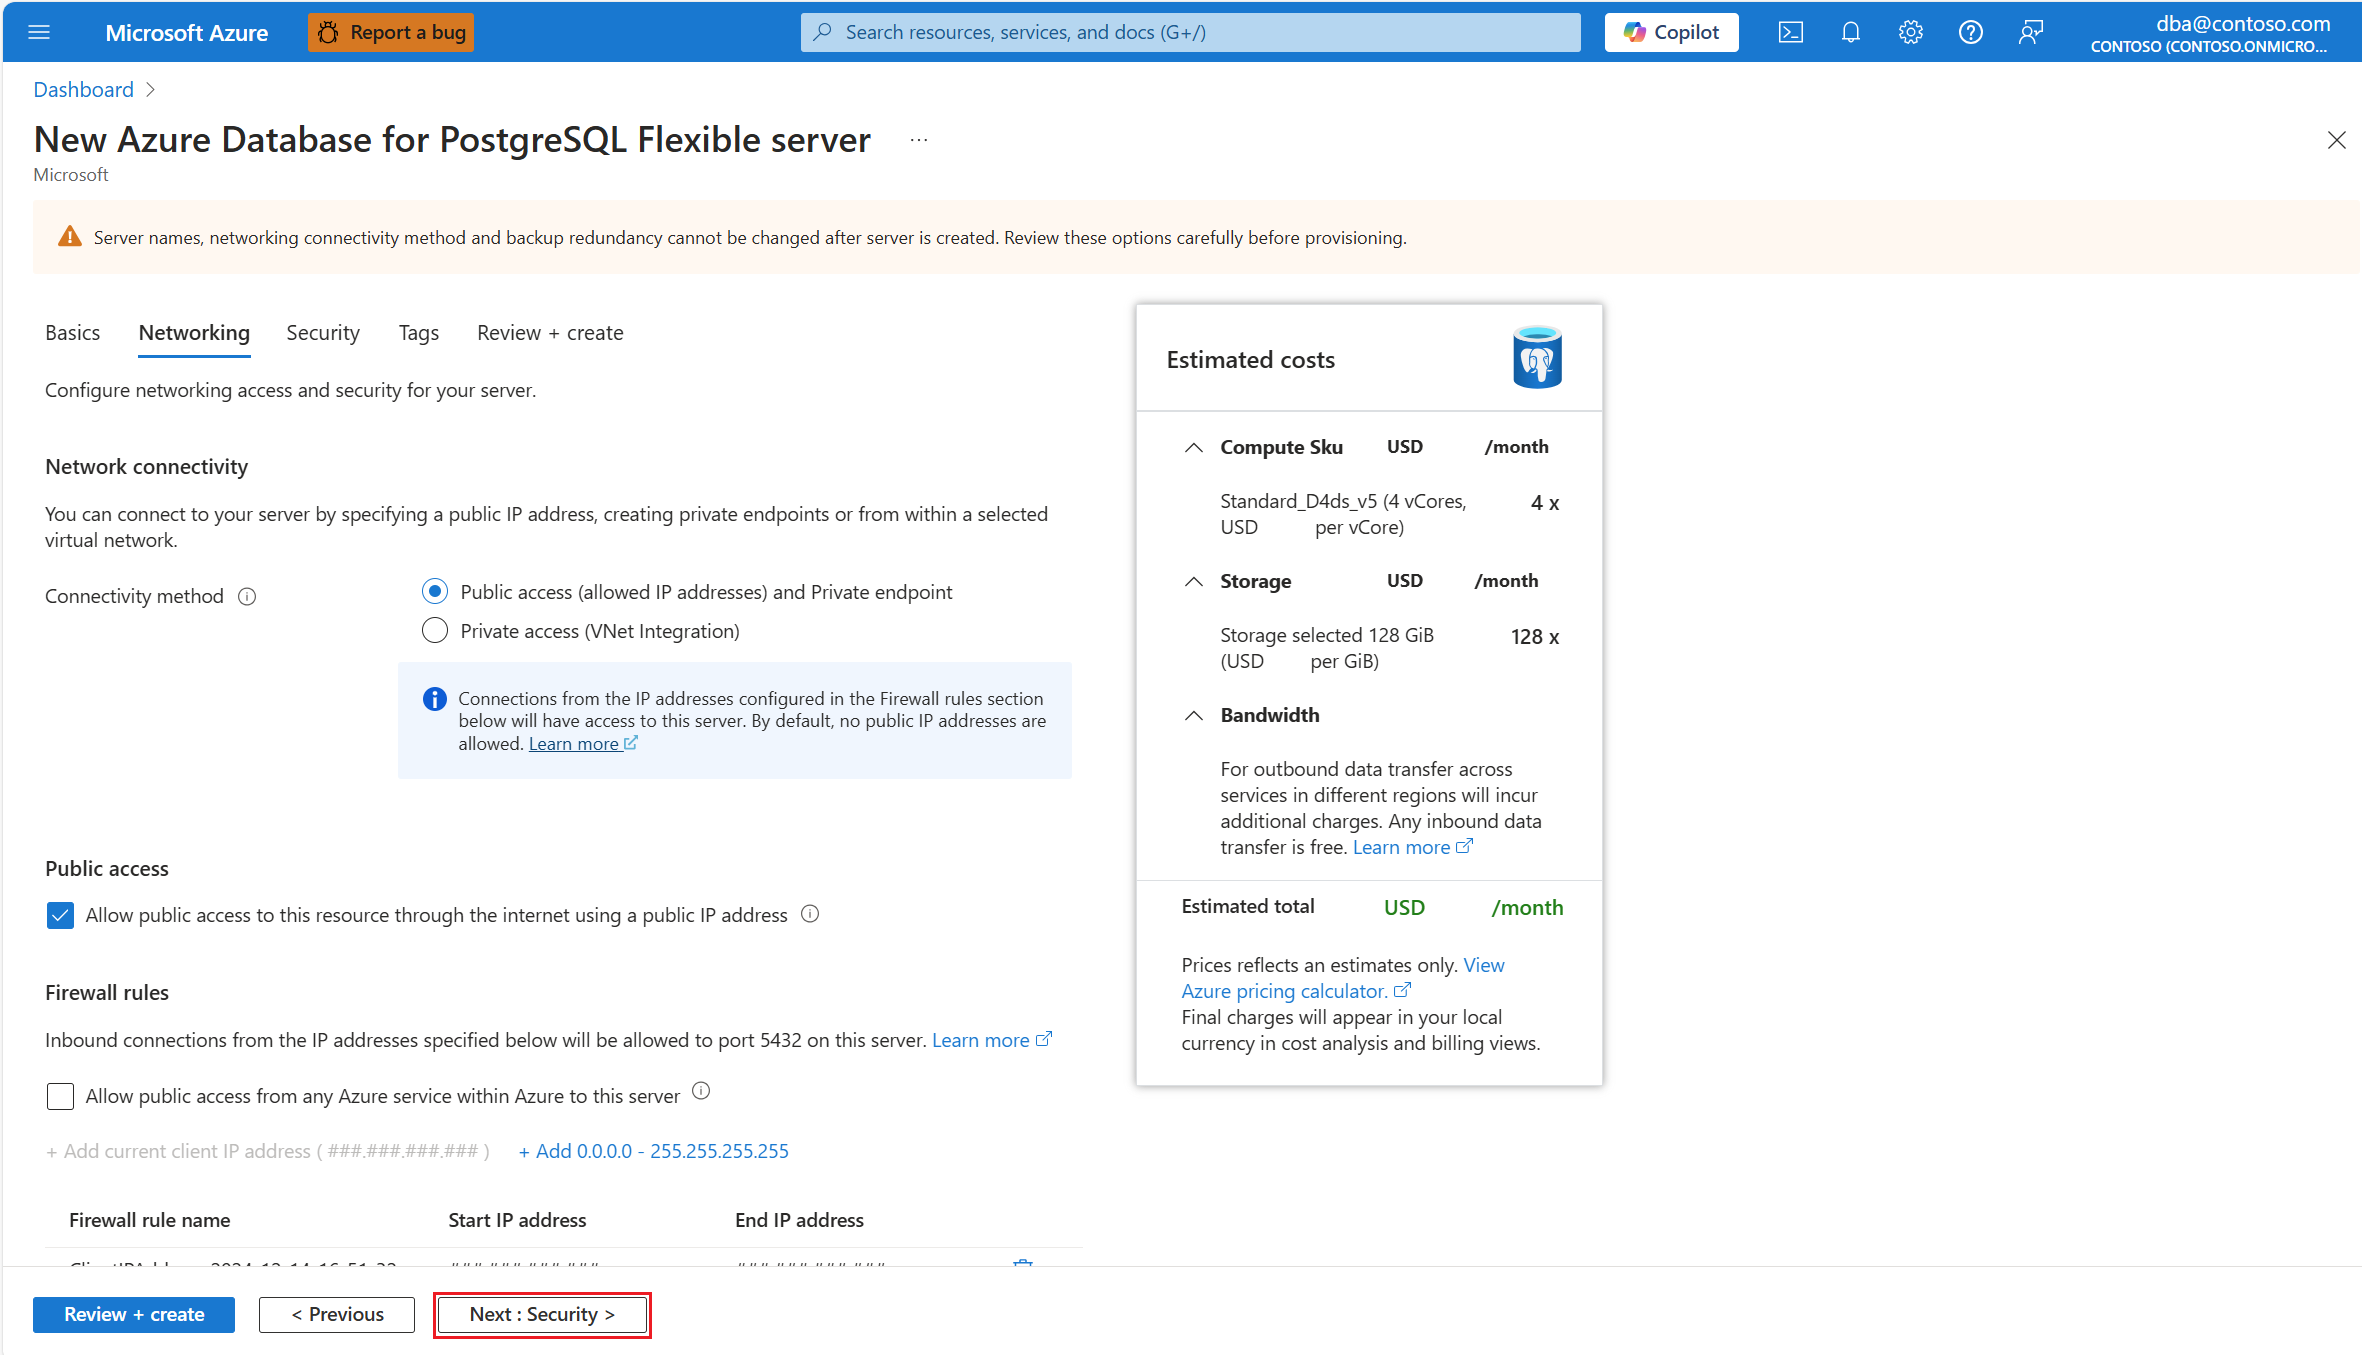 Microsoft Azure
Report a bug
Search resources, services, and docs (G+/)
Copilot
dba@contoso.com
CONTOSO (CONTOSO.ONMICRO...
Dashboard
New Azure Database for PostgreSQL Flexible server
Microsoft
Server names, networking connectivity method and backup redundancy cannot be changed after server is created. Review these options carefully before provisioning.
Basics Networking Security Tags Review + create
Configure networking access and security for your server.
Network connectivity
You can connect to your server by specifying a public IP address, creating private endpoints or from within a selected
virtual network.
Connectivity method
Public access (allowed IP addresses) and Private endpoint
Private access (VNet Integration)
Connections from the IP addresses configured in the Firewall rules section
below will have access to this server. By default, no public IP addresses are
allowed. Learn more
Public access
Allow public access to this resource through the internet using a public IP address
Firewall rules
Inbound connections from the IP addresses specified below will be allowed to port 5432 on this server. Learn more
Allow public access from any Azure service within Azure to this server
+ Add current client IP address ( ###.###.###.### ) + Add 0.0.0.0 - 255.255.255.255
Firewall rule name Start IP address End IP address
Estimated costs
Compute Sku USD /month
Standard_D4ds_v5 (4 vCores, 4 x
USD per vCore)
Storage USD /month
Storage selected 128 GiB 128 x
(USD per GiB)
Bandwidth
For outbound data transfer across
services in different regions will incur
additional charges. Any inbound data
transfer is free. Learn more
Estimated total USD /month
Prices reflects an estimates only. View
Azure pricing calculator.
Final charges will appear in your local
currency in cost analysis and billing views.
Review + create
< Previous
Next : Security >